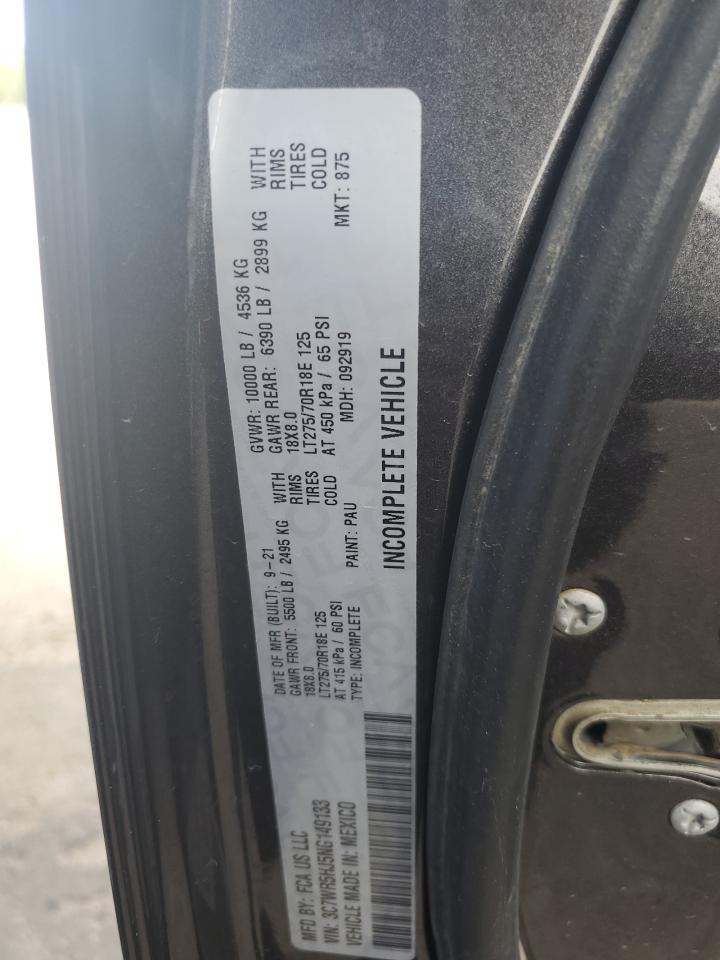 MFD BY: FCA US LLC DATE OF MFR (BUILT): 9-21 GVWR: 10000 LB / 4536 KG
GAWR FRONT: 5500 LB / 2495 KG WITH GAWR REAR: 6390 LB / 2899 KG WITH
18X8.0 RIMS 18X8.0 RIMS
LT275/70R18E 125 TIRES LT275/70R18E 125 TIRES
AT 415 kPa / 60 PSI COLD AT 450 kPa / 65 PSI COLD
VIN: 3C7WR5HJ5NG149133 TYPE: INCOMPLETE PAINT: PAU MDH: 092919 MKT: 875
VEHICLE MADE IN: MEXICO
INCOMPLETE VEHICLE